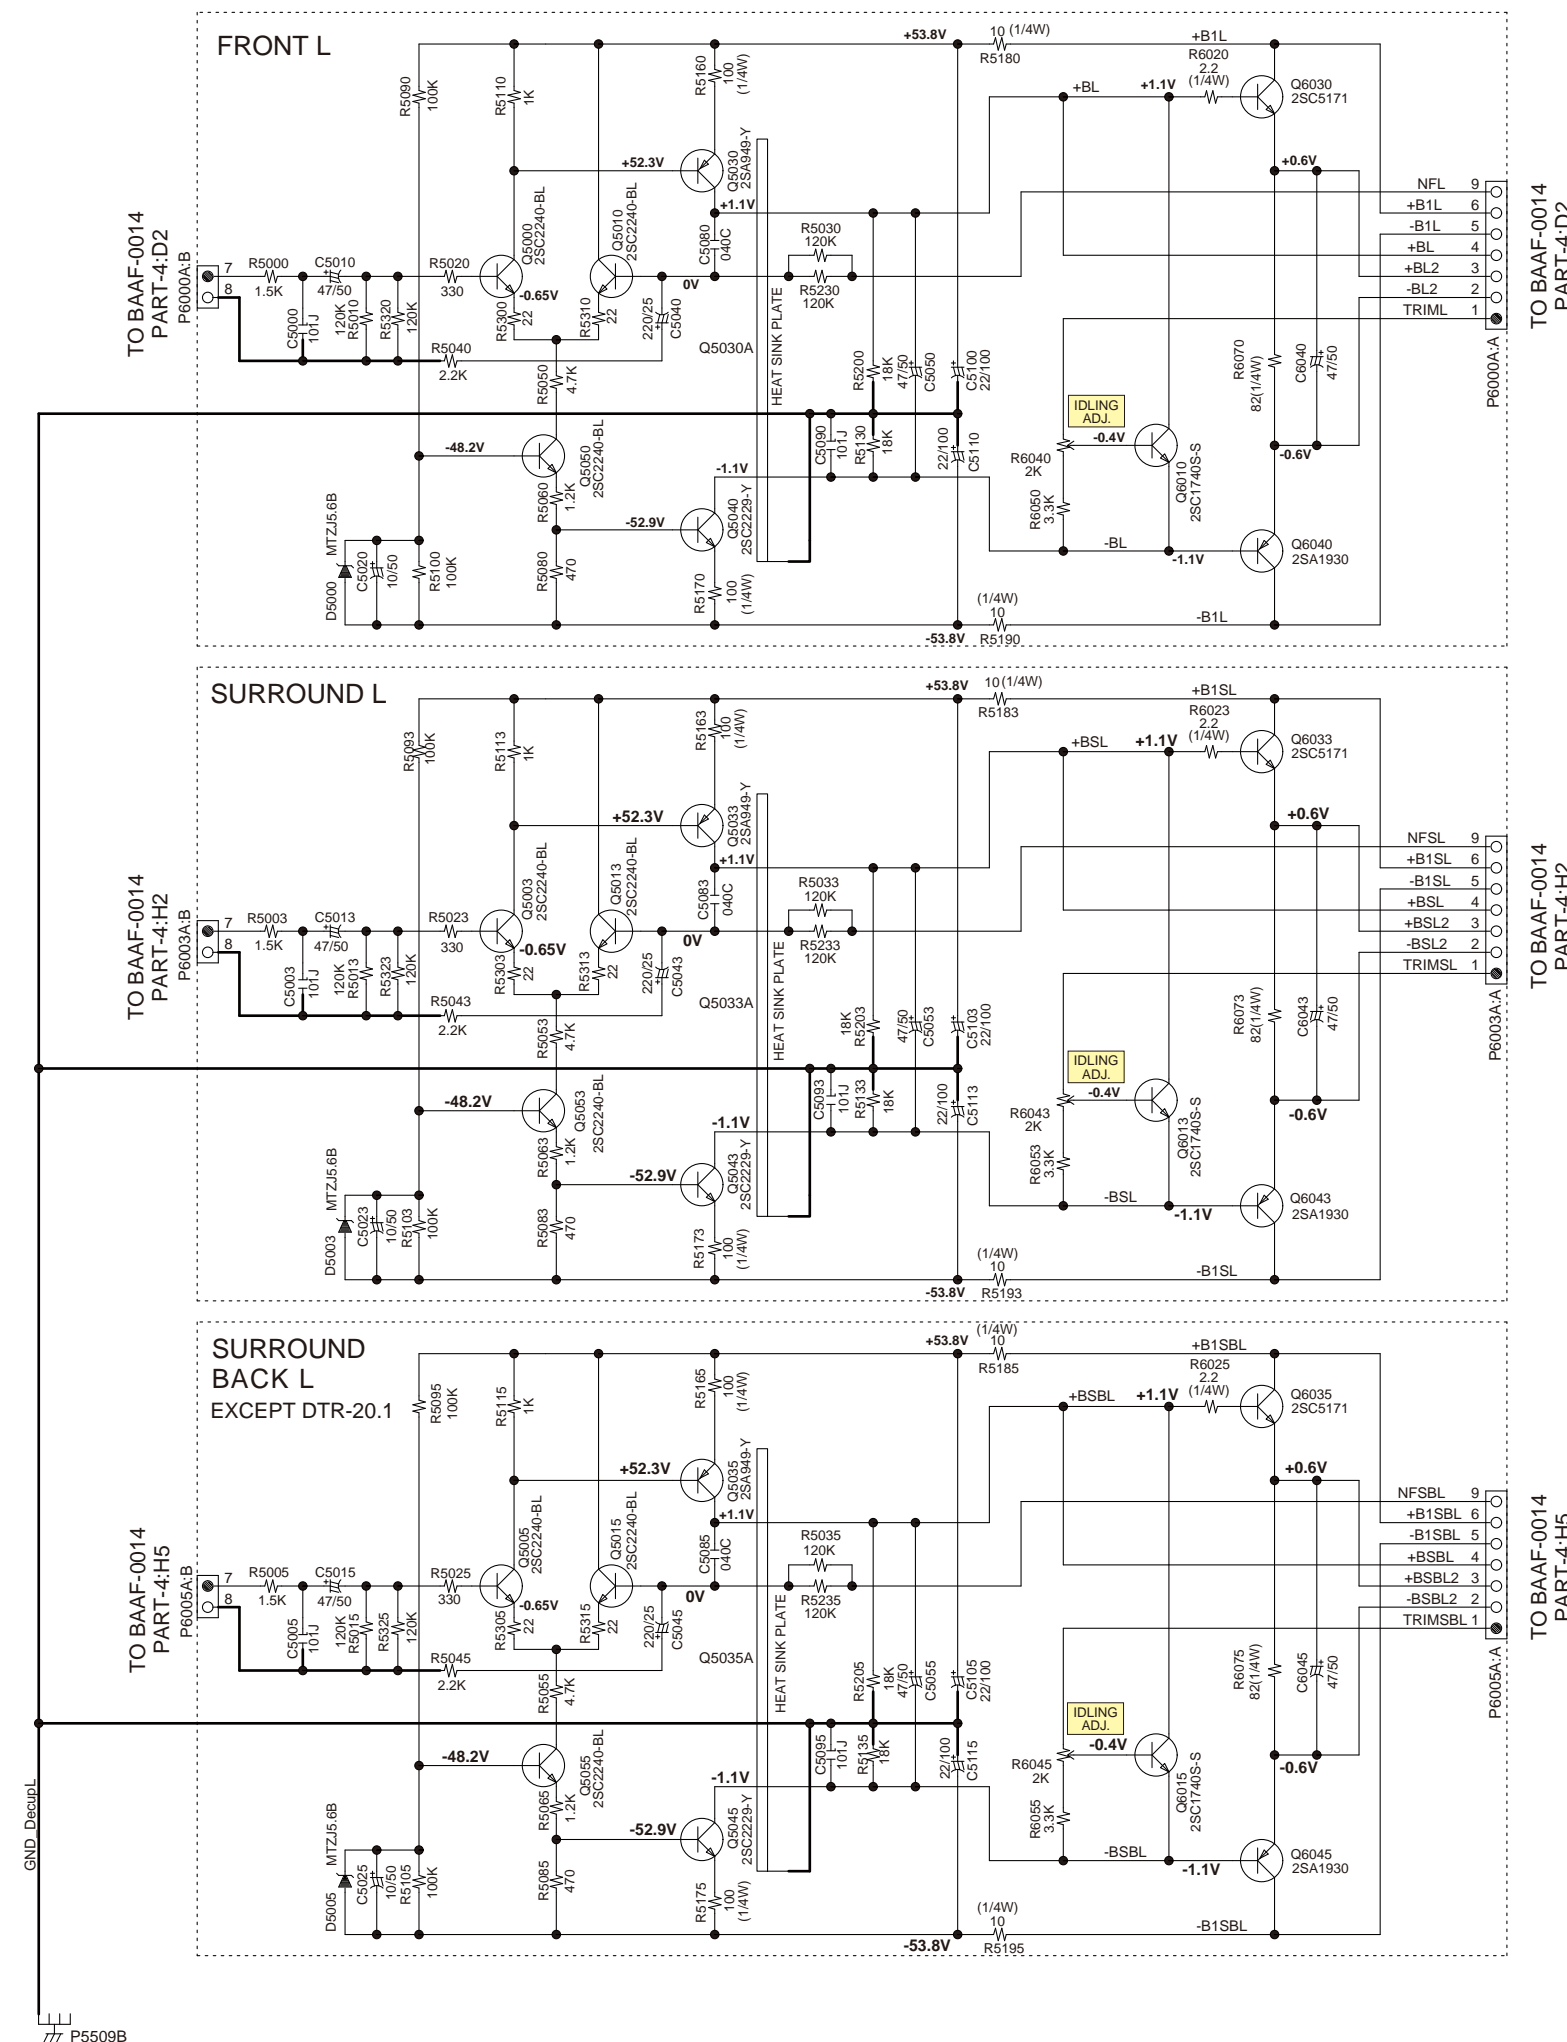 FRONT L
+53.8V
10 (1/4W)
R5180
+B1L
R6020
2.2
(1/4W)
Q6030
2SC5171
R5090
100K
R5110
1K
R5160
100
(1/4W)
+BL
+1.1V
+52.3V
Q5030
2SA949-Y
+1.1V
+0.6V
Q5000
2SC2240-BL
Q5010
2SC2240-BL
C5080
040C
R5030
120K
R5230
120K
0V
NFL 9
+B1L 6
-B1L 5
+BL 4
+BL2 3
-BL2 2
TRIML 1
TO BAAF-0014
PART-4:D2
P6000A:B
7
8
R5000
1.5K
C5010
47/50
R5020
330
-0.65V
C5000
101J
120K
R5010
R5320
120K
R5300
22
R5310
22
220/25
C5040
R5040
2.2K
R5050
4.7K
Q5030A
HEAT SINK PLATE
R5200
18K
47/50
C5050
C5100
22/100
R6070
82(1/4W)
C6040
47/50
P6000A:A
TO BAAF-0014
PART-4:D2
IDLING
ADJ.
-0.4V
-48.2V
Q5050
2SC2240-BL
C5090
101J
R5130
18K
22/100
C5110
R6040
2K
Q6010
2SC1740S-S
-0.6V
-1.1V
R5060
1.2K
-52.9V
Q5040
2SC2229-Y
R6050
3.3K
-BL
-1.1V
Q6040
2SA1930
MTZJ5.6B
D5000
C5020
10/50
R5100
100K
R5080
470
R5170
100
(1/4W)
(1/4W)
10
R5190
-53.8V
-B1L
SURROUND L
+53.8V
10 (1/4W)
R5183
+B1SL
R6023
2.2
(1/4W)
Q6033
2SC5171
R5093
100K
R5113
1K
R5163
100
(1/4W)
+BSL
+1.1V
+52.3V
Q5033
2SA949-Y
+1.1V
+0.6V
Q5003
2SC2240-BL
Q5013
2SC2240-BL
C5083
040C
R5033
120K
R5233
120K
0V
NFSL 9
+B1SL 6
-B1SL 5
+BSL 4
+BSL2 3
-BSL2 2
TRIMSL 1
TO BAAF-0014
PART-4:H2
P6003A:B
7
8
R5003
1.5K
C5013
47/50
R5023
330
-0.65V
C5003
101J
120K
R5013
R5323
120K
R5303
22
R5313
22
220/25
C5043
R5043
2.2K
R5053
4.7K
Q5033A
HEAT SINK PLATE
18K
R5203
47/50
C5053
C5103
22/100
R6073
82(1/4W)
C6043
47/50
P6003A:A
TO BAAF-0014
PART-4:H2
IDLING
ADJ.
-0.4V
-48.2V
Q5053
2SC2240-BL
C5093
101J
R5133
18K
22/100
C5113
R6043
2K
Q6013
2SC1740S-S
-0.6V
-1.1V
R5063
1.2K
-52.9V
Q5043
2SC2229-Y
R6053
3.3K
-BSL
-1.1V
Q6043
2SA1930
MTZJ5.6B
D5003
C5023
10/50
R5103
100K
R5083
470
R5173
100
(1/4W)
(1/4W)
10
R5193
-53.8V
-B1SL
SURROUND
BACK L
EXCEPT DTR-20.1
+53.8V
(1/4W)
10
R5185
+B1SBL
R6025
2.2
(1/4W)
Q6035
2SC5171
R5095
100K
R5115
1K
R5165
100
(1/4W)
+BSBL
+1.1V
+52.3V
Q5035
2SA949-Y
+1.1V
+0.6V
Q5005
2SC2240-BL
Q5015
2SC2240-BL
C5085
040C
R5035
120K
R5235
120K
0V
NFSBL 9
+B1SBL 6
-B1SBL 5
+BSBL 4
+BSBL2 3
-BSBL2 2
TRIMSBL 1
TO BAAF-0014
PART-4:H5
P6005A:B
7
8
R5005
1.5K
C5015
47/50
R5025
330
-0.65V
C5005
101J
120K
R5015
R5325
120K
R5305
22
R5315
22
220/25
C5045
R5045
2.2K
R5055
4.7K
Q5035A
HEAT SINK PLATE
R5205
18K
47/50
C5055
C5105
22/100
R6075
82(1/4W)
C6045
47/50
P6005A:A
TO BAAF-0014
PART-4:H5
IDLING
ADJ.
-0.4V
-48.2V
Q5055
2SC2240-BL
C5095
101J
R5135
18K
22/100
C5115
R6045
2K
Q6015
2SC1740S-S
-0.6V
-1.1V
R5065
1.2K
-52.9V
Q5045
2SC2229-Y
R6055
3.3K
-BSBL
-1.1V
Q6045
2SA1930
MTZJ5.6B
D5005
C5025
10/50
R5105
100K
R5085
470
R5175
100
(1/4W)
(1/4W)
10
R5195
-53.8V
-B1SBL
GND_DecupL
P5509B